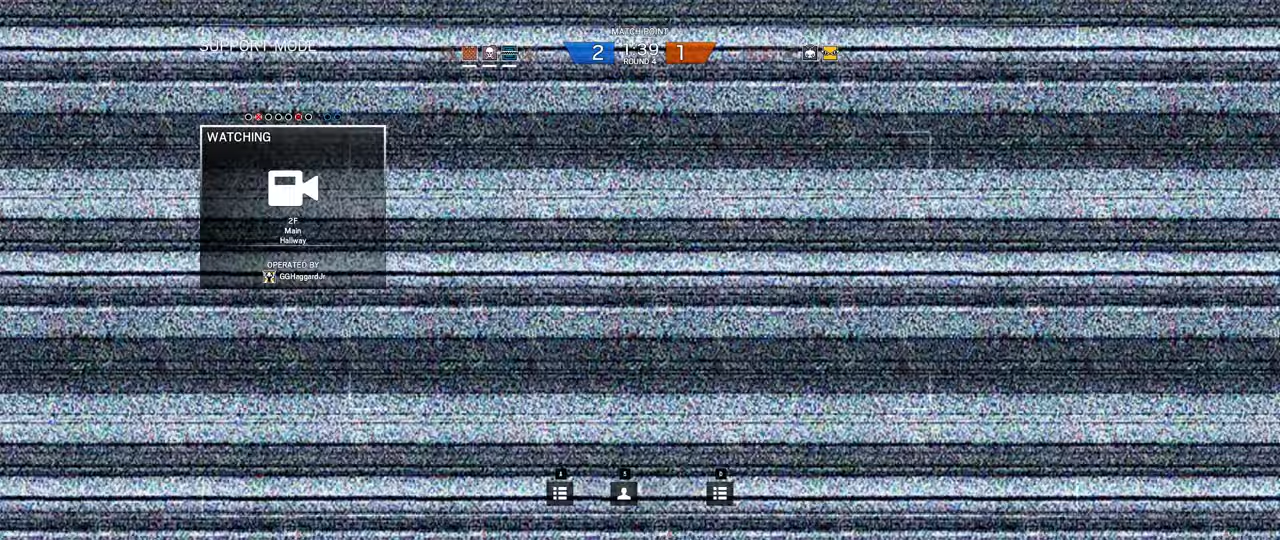 SUPPORT MODE
MATCH POINT
2 1:39 1
ROUND 4
WATCHING
2F
Main
Hallway
OPERATED BY
GGHaggardJr.